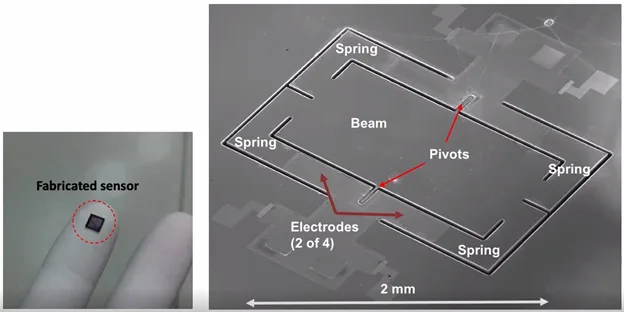 Fabricated sensor
Spring
Beam
Spring
Pivots
Spring
Electrodes
(2 of 4)
Spring
2 mm